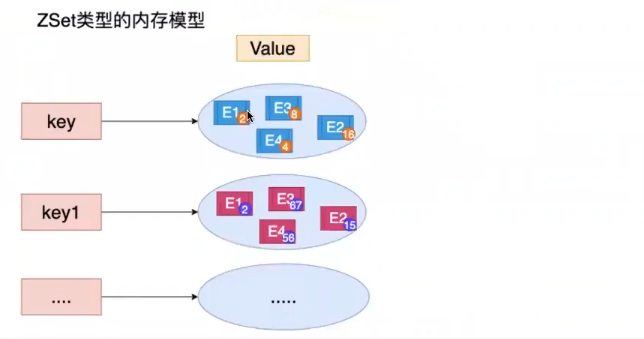 ZSet类型的内存模型
Value
key
E1 2
E3 8
E4 4
E2 16
key1
E1 2
E3 67
E4 56
E2 15
....
.....